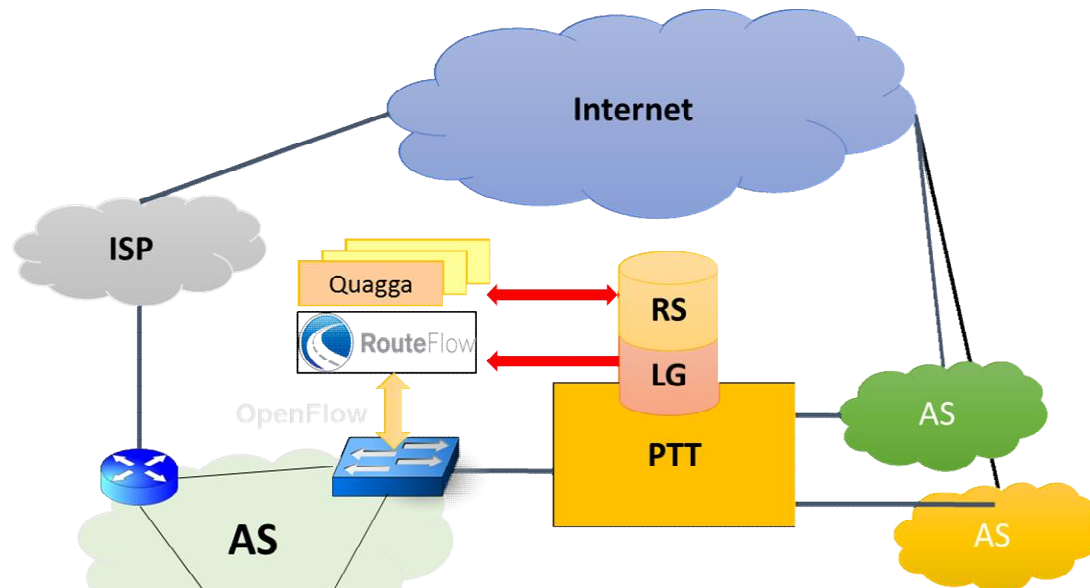 Internet
ISP
Quagga
RS
RouteFlow
LG
OpenFlow
AS
PTT
AS
AS